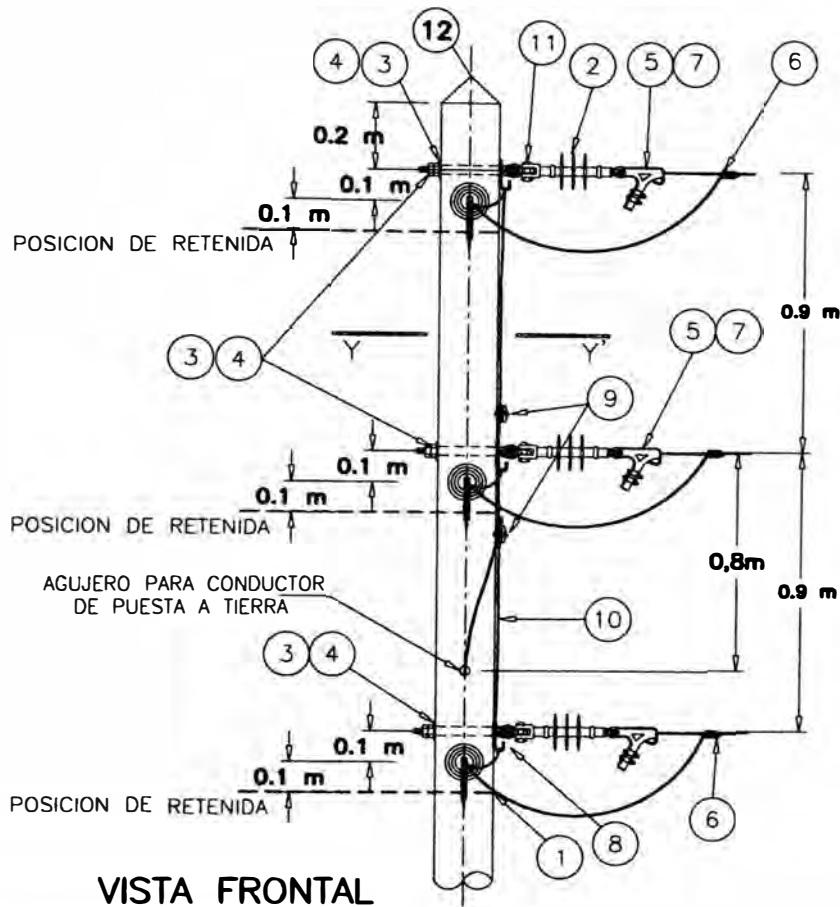 12
4 3 11 2 5 7 6
0.2 m
0.1 m
0.1 m
POSICION DE RETENIDA
0.9 m
Y Y'
3 4
5 7
9
0.1 m
0.1 m
POSICION DE RETENIDA
0,8m
AGUJERO PARA CONDUCTOR
DE PUESTA A TIERRA
0.9 m
10
3 4
0.1 m
0.1 m
POSICION DE RETENIDA
6
8
1
VISTA FRONTAL